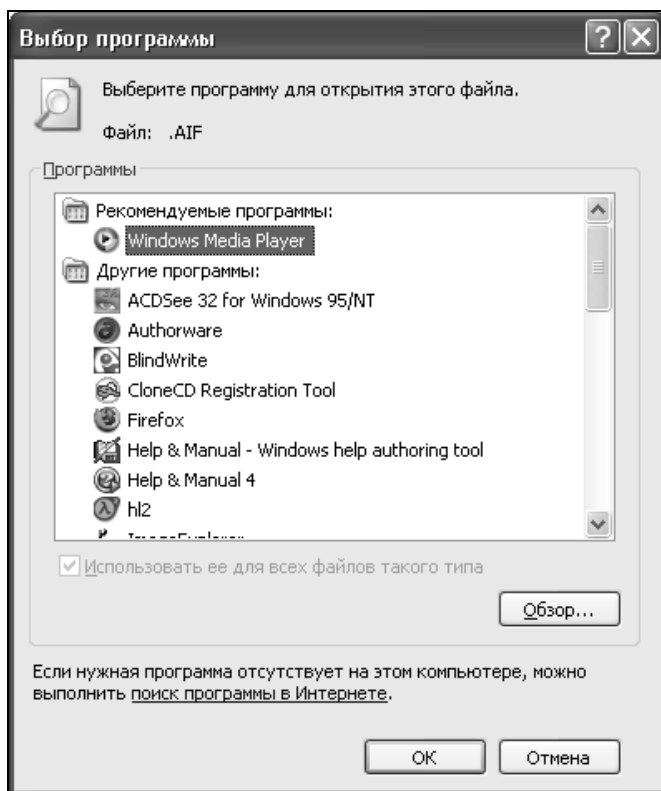 Выбор программы
Выберите программу для открытия этого файла.
Файл: .AIF
Программы
Рекомендуемые программы:
Windows Media Player
Другие программы:
ACDSee 32 for Windows 95/NT
Authorware
BlindWrite
CloneCD Registration Tool
Firefox
Help & Manual - Windows help authoring tool
Help & Manual 4
hl2
Использовать ее для всех файлов такого типа
Обзор...
Если нужная программа отсутствует на этом компьютере, можно
выполнить поиск программы в Интернете.
ОК
Отмена